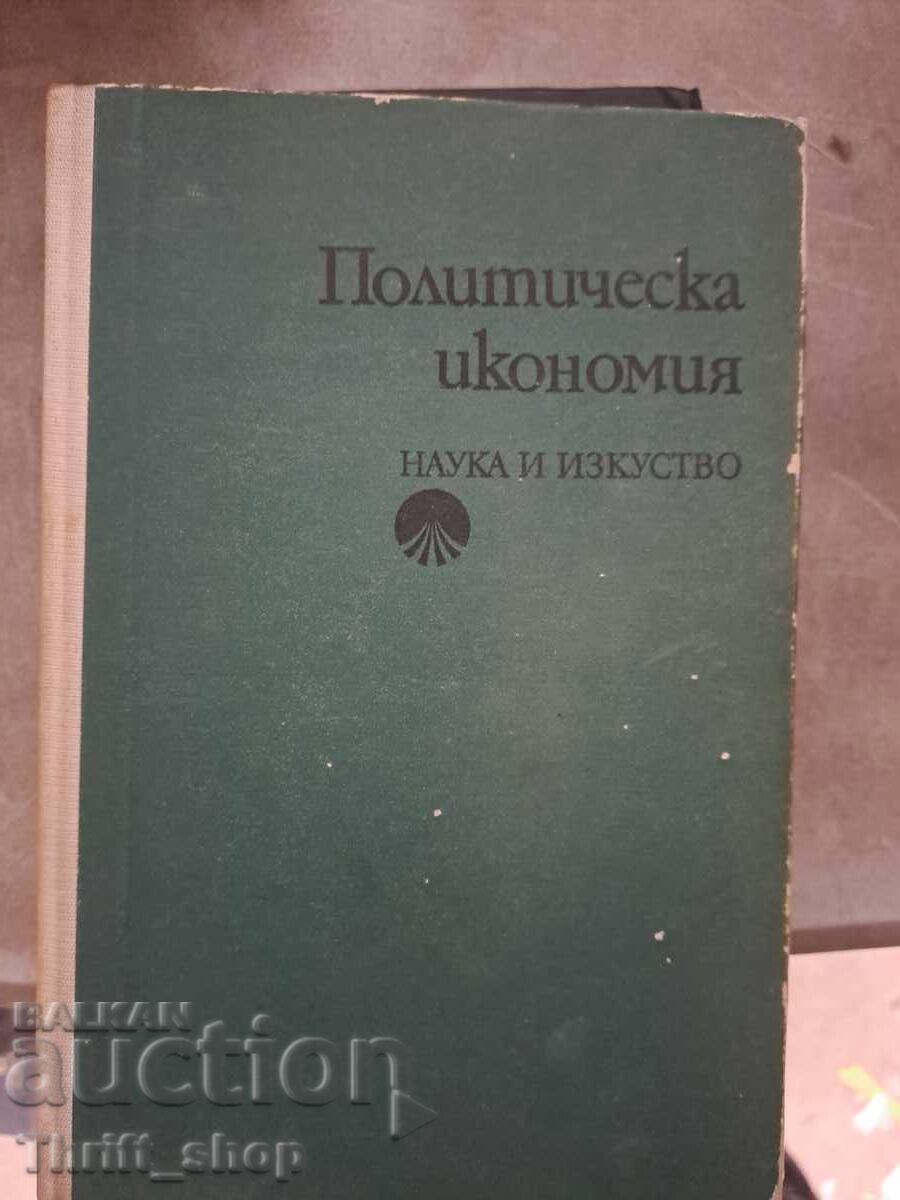 Политическа
икономия
НАУКА И ИЗКУСТВО
BALKAN
auction
Thrift_shop